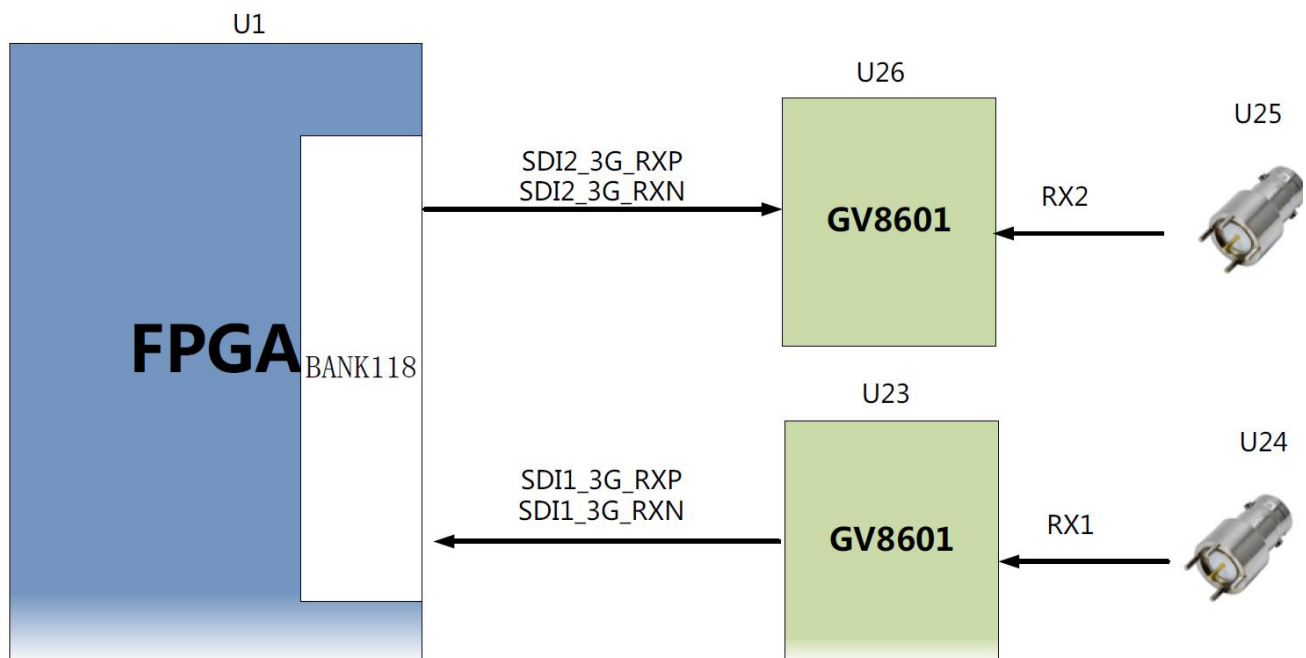 U1
U26
U25
SDI2_3G_RXP
SDI2_3G_RXN
GV8601
RX2
FPGA
BANK118
U23
U24
SDI1_3G_RXP
SDI1_3G_RXN
GV8601
RX1